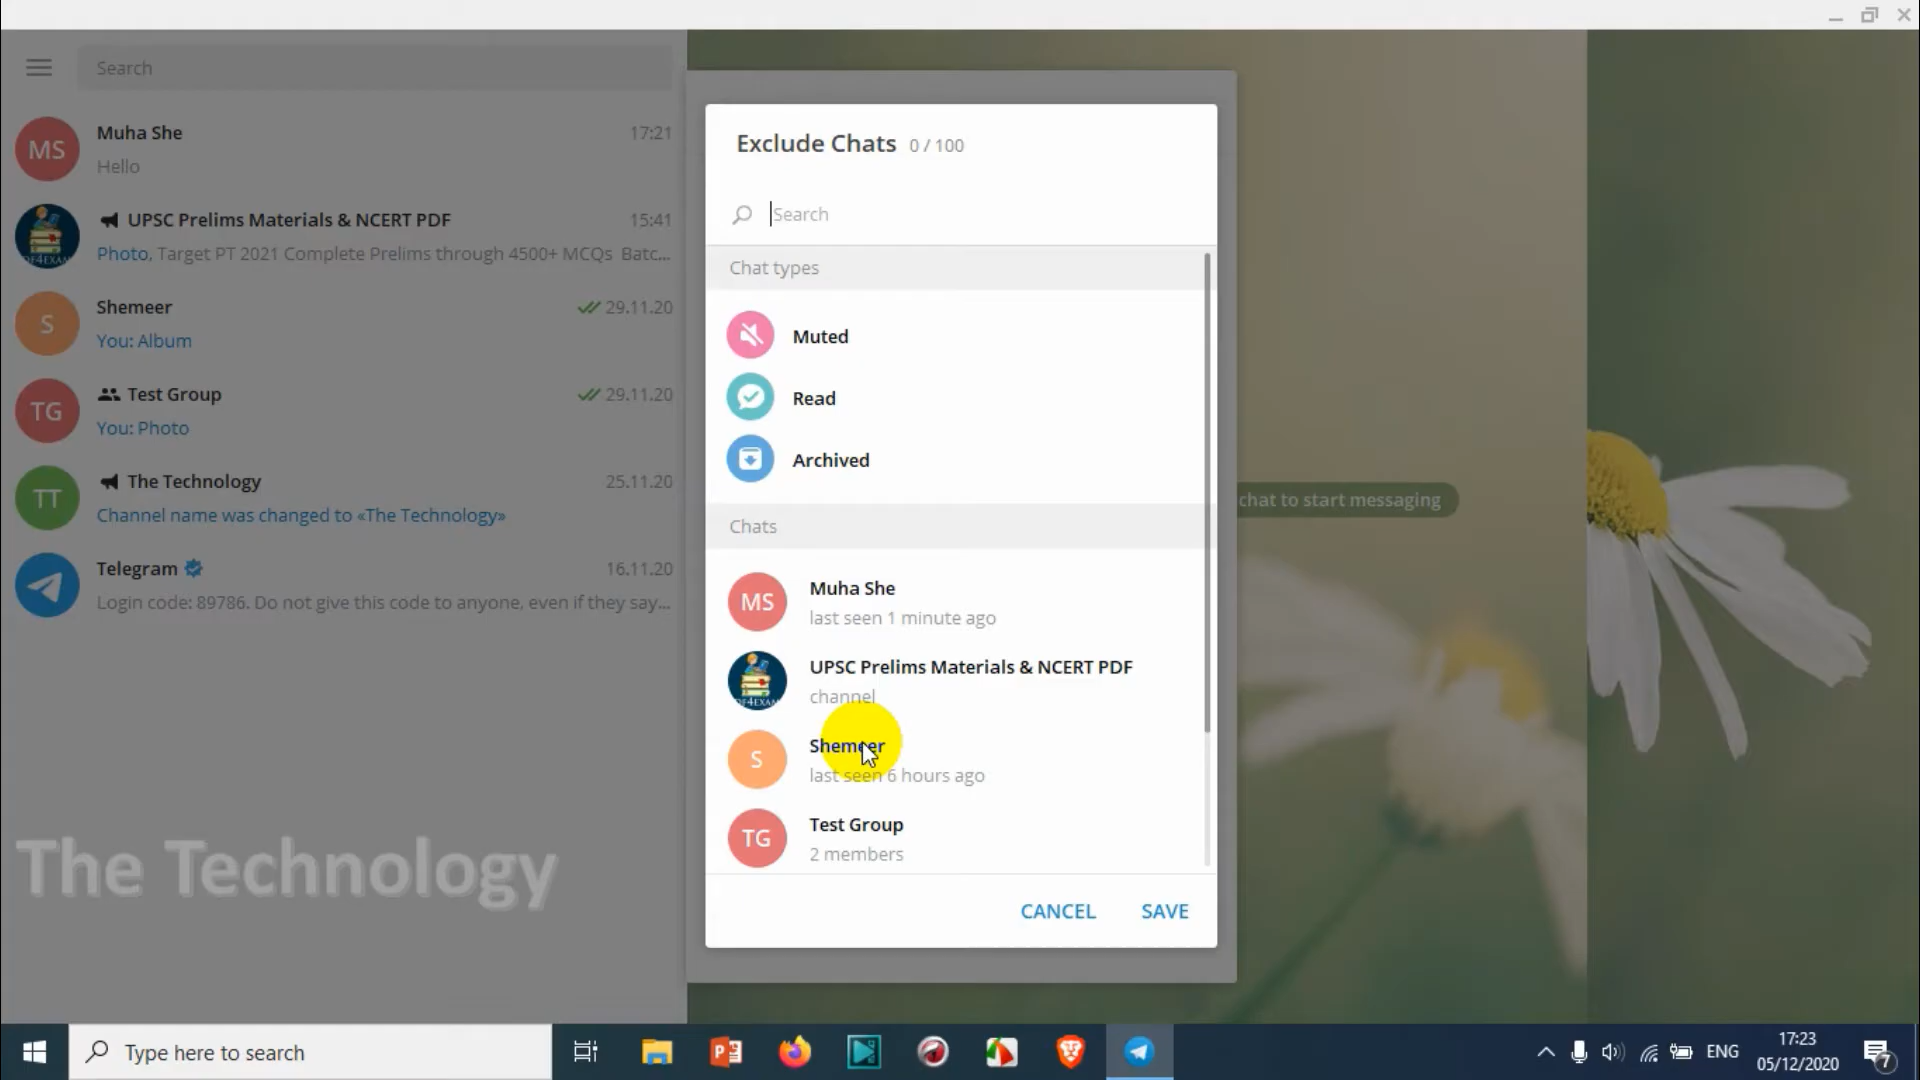 Search
MS
Muha She
17:21
Hello
UPSC Prelims Materials & NCERT PDF
15:41
Photo, Target PT 2021 Complete Prelims through 4500+ MCQs Batc...
S
Shemeer
29.11.20
You: Album
TG
Test Group
29.11.20
You: Photo
TT
The Technology
25.11.20
Channel name was changed to «The Technology»
Telegram
16.11.20
Login code: 89786. Do not give this code to anyone, even if they say...
The Technology
Exclude Chats 0 / 100
Search
Chat types
Muted
Read
Archived
Chats
MS
Muha She
last seen 1 minute ago
UPSC Prelims Materials & NCERT PDF
channel
S
Shemeer
last seen 6 hours ago
TG
Test Group
2 members
CANCEL SAVE
chat to start messaging
Type here to search
ENG
17:23
05/12/2020
7